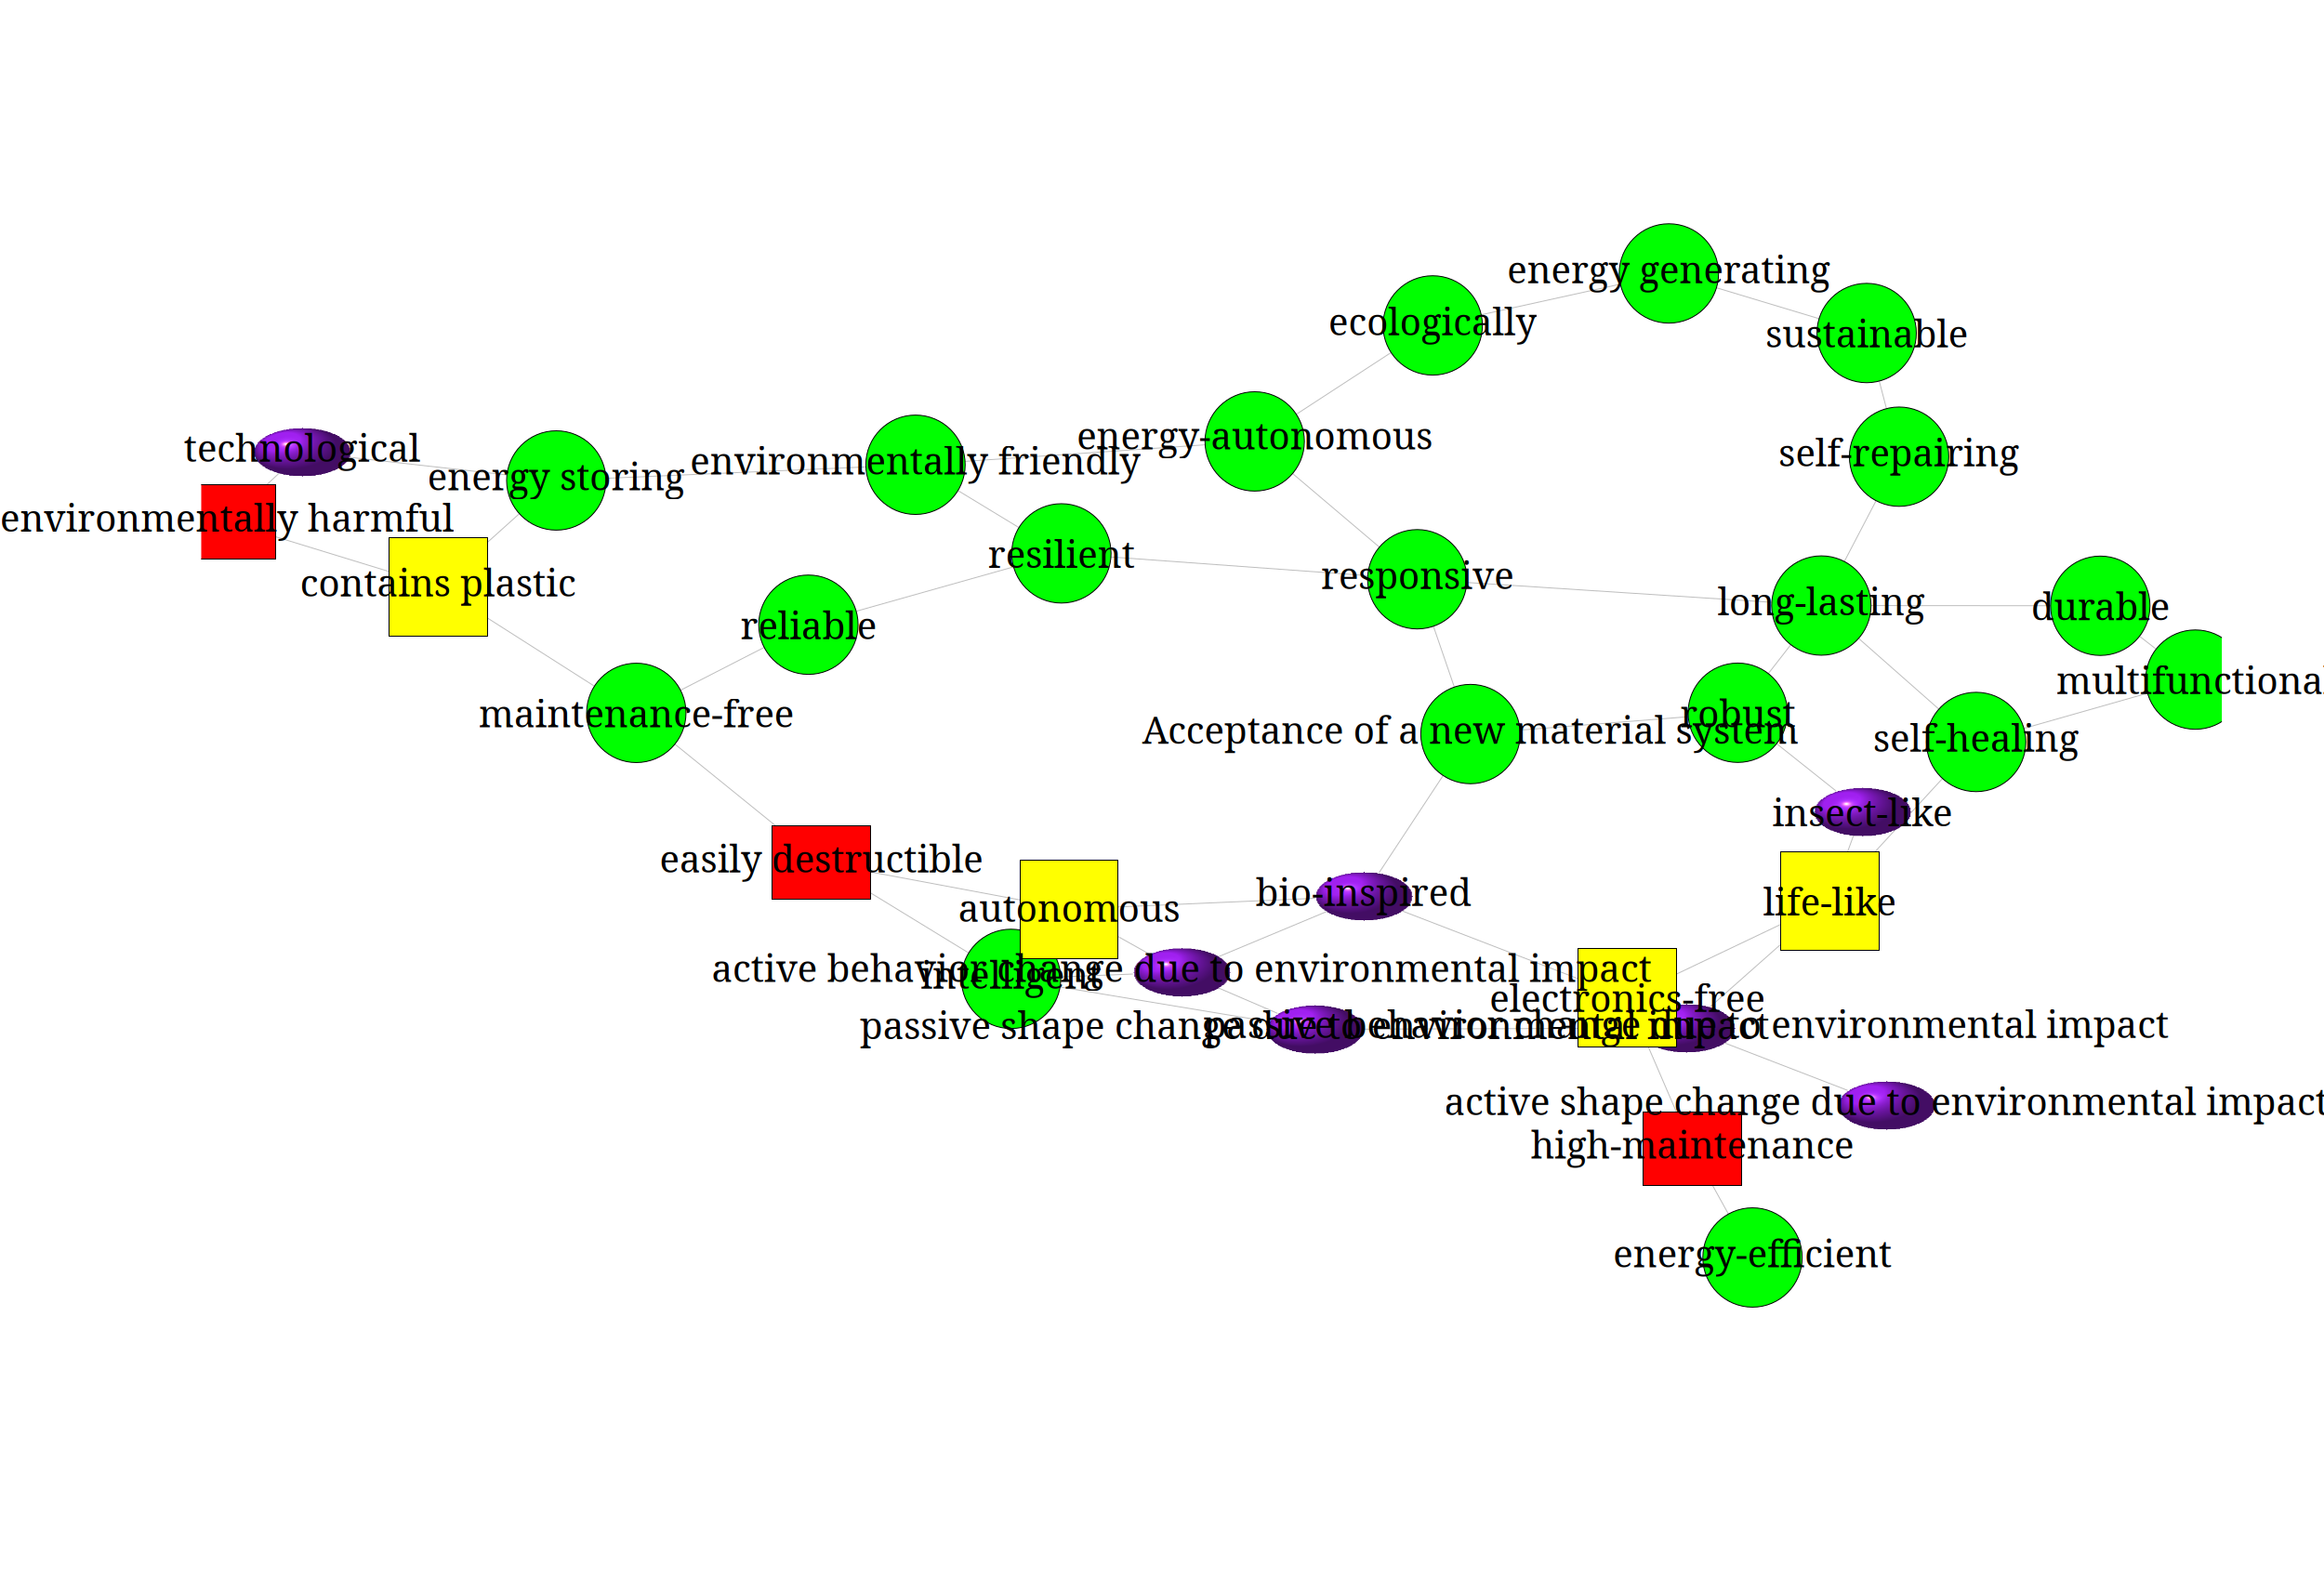 energy generating
ecologically
sustainable
energy-autonomous
technological
environmentally friendly
self-repairing
energy storing
environmentally harmful
resilient
responsive
contains plastic
long-lasting
durable
reliable
multifunctional
maintenance-free
robust
Acceptance of a new material system
self-healing
insect-like
easily destructible
bio-inspired
life-like
autonomous
active behavior change due to environmental impact
intelligent
electronics-free
passive shape change due to environmental impact
passive behavior change due to environmental impact
active shape change due to environmental impact
high-maintenance
energy-efficient